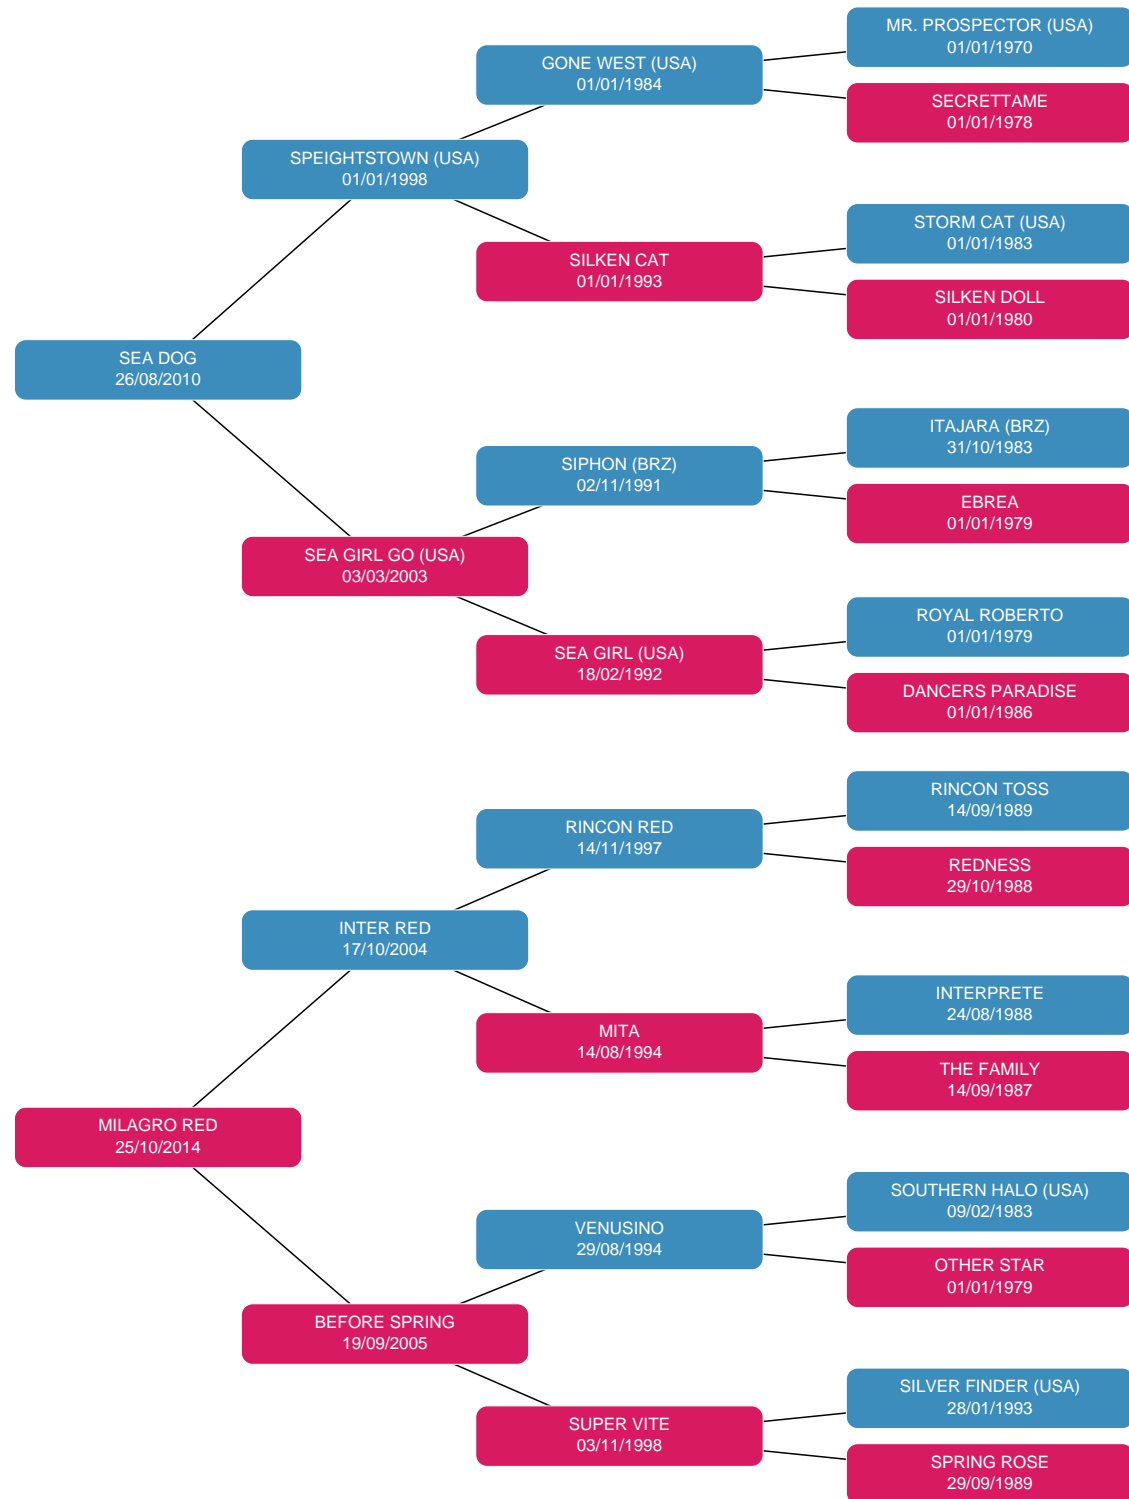 MR. PROSPECTOR (USA)
01/01/1970
GONE WEST (USA)
01/01/1984
SECRETTAME
01/01/1978
SPEIGHTSTOWN (USA)
01/01/1998
STORM CAT (USA)
01/01/1983
SILKEN CAT
01/01/1993
SILKEN DOLL
01/01/1980
SEA DOG
26/08/2010
ITAJARA (BRZ)
31/10/1983
SIPHON (BRZ)
02/11/1991
EBREA
01/01/1979
SEA GIRL GO (USA)
03/03/2003
ROYAL ROBERTO
01/01/1979
SEA GIRL (USA)
18/02/1992
DANCERS PARADISE
01/01/1986
RINCON TOSS
14/09/1989
RINCON RED
14/11/1997
REDNESS
29/10/1988
INTER RED
17/10/2004
INTERPRETE
24/08/1988
MITA
14/08/1994
THE FAMILY
14/09/1987
MILAGRO RED
25/10/2014
SOUTHERN HALO (USA)
09/02/1983
VENUSINO
29/08/1994
OTHER STAR
01/01/1979
BEFORE SPRING
19/09/2005
SILVER FINDER (USA)
28/01/1993
SUPER VITE
03/11/1998
SPRING ROSE
29/09/1989